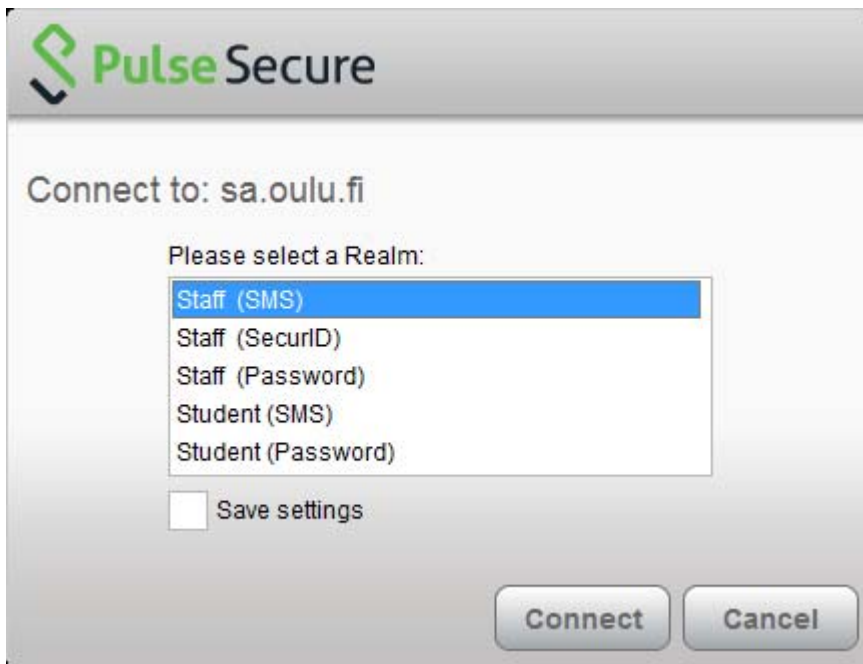 Pulse Secure
Connect to: sa.oulu.fi
Please select a Realm:
Staff (SMS)
Staff (SecurID)
Staff (Password)
Student (SMS)
Student (Password)
Save settings
Connect Cancel